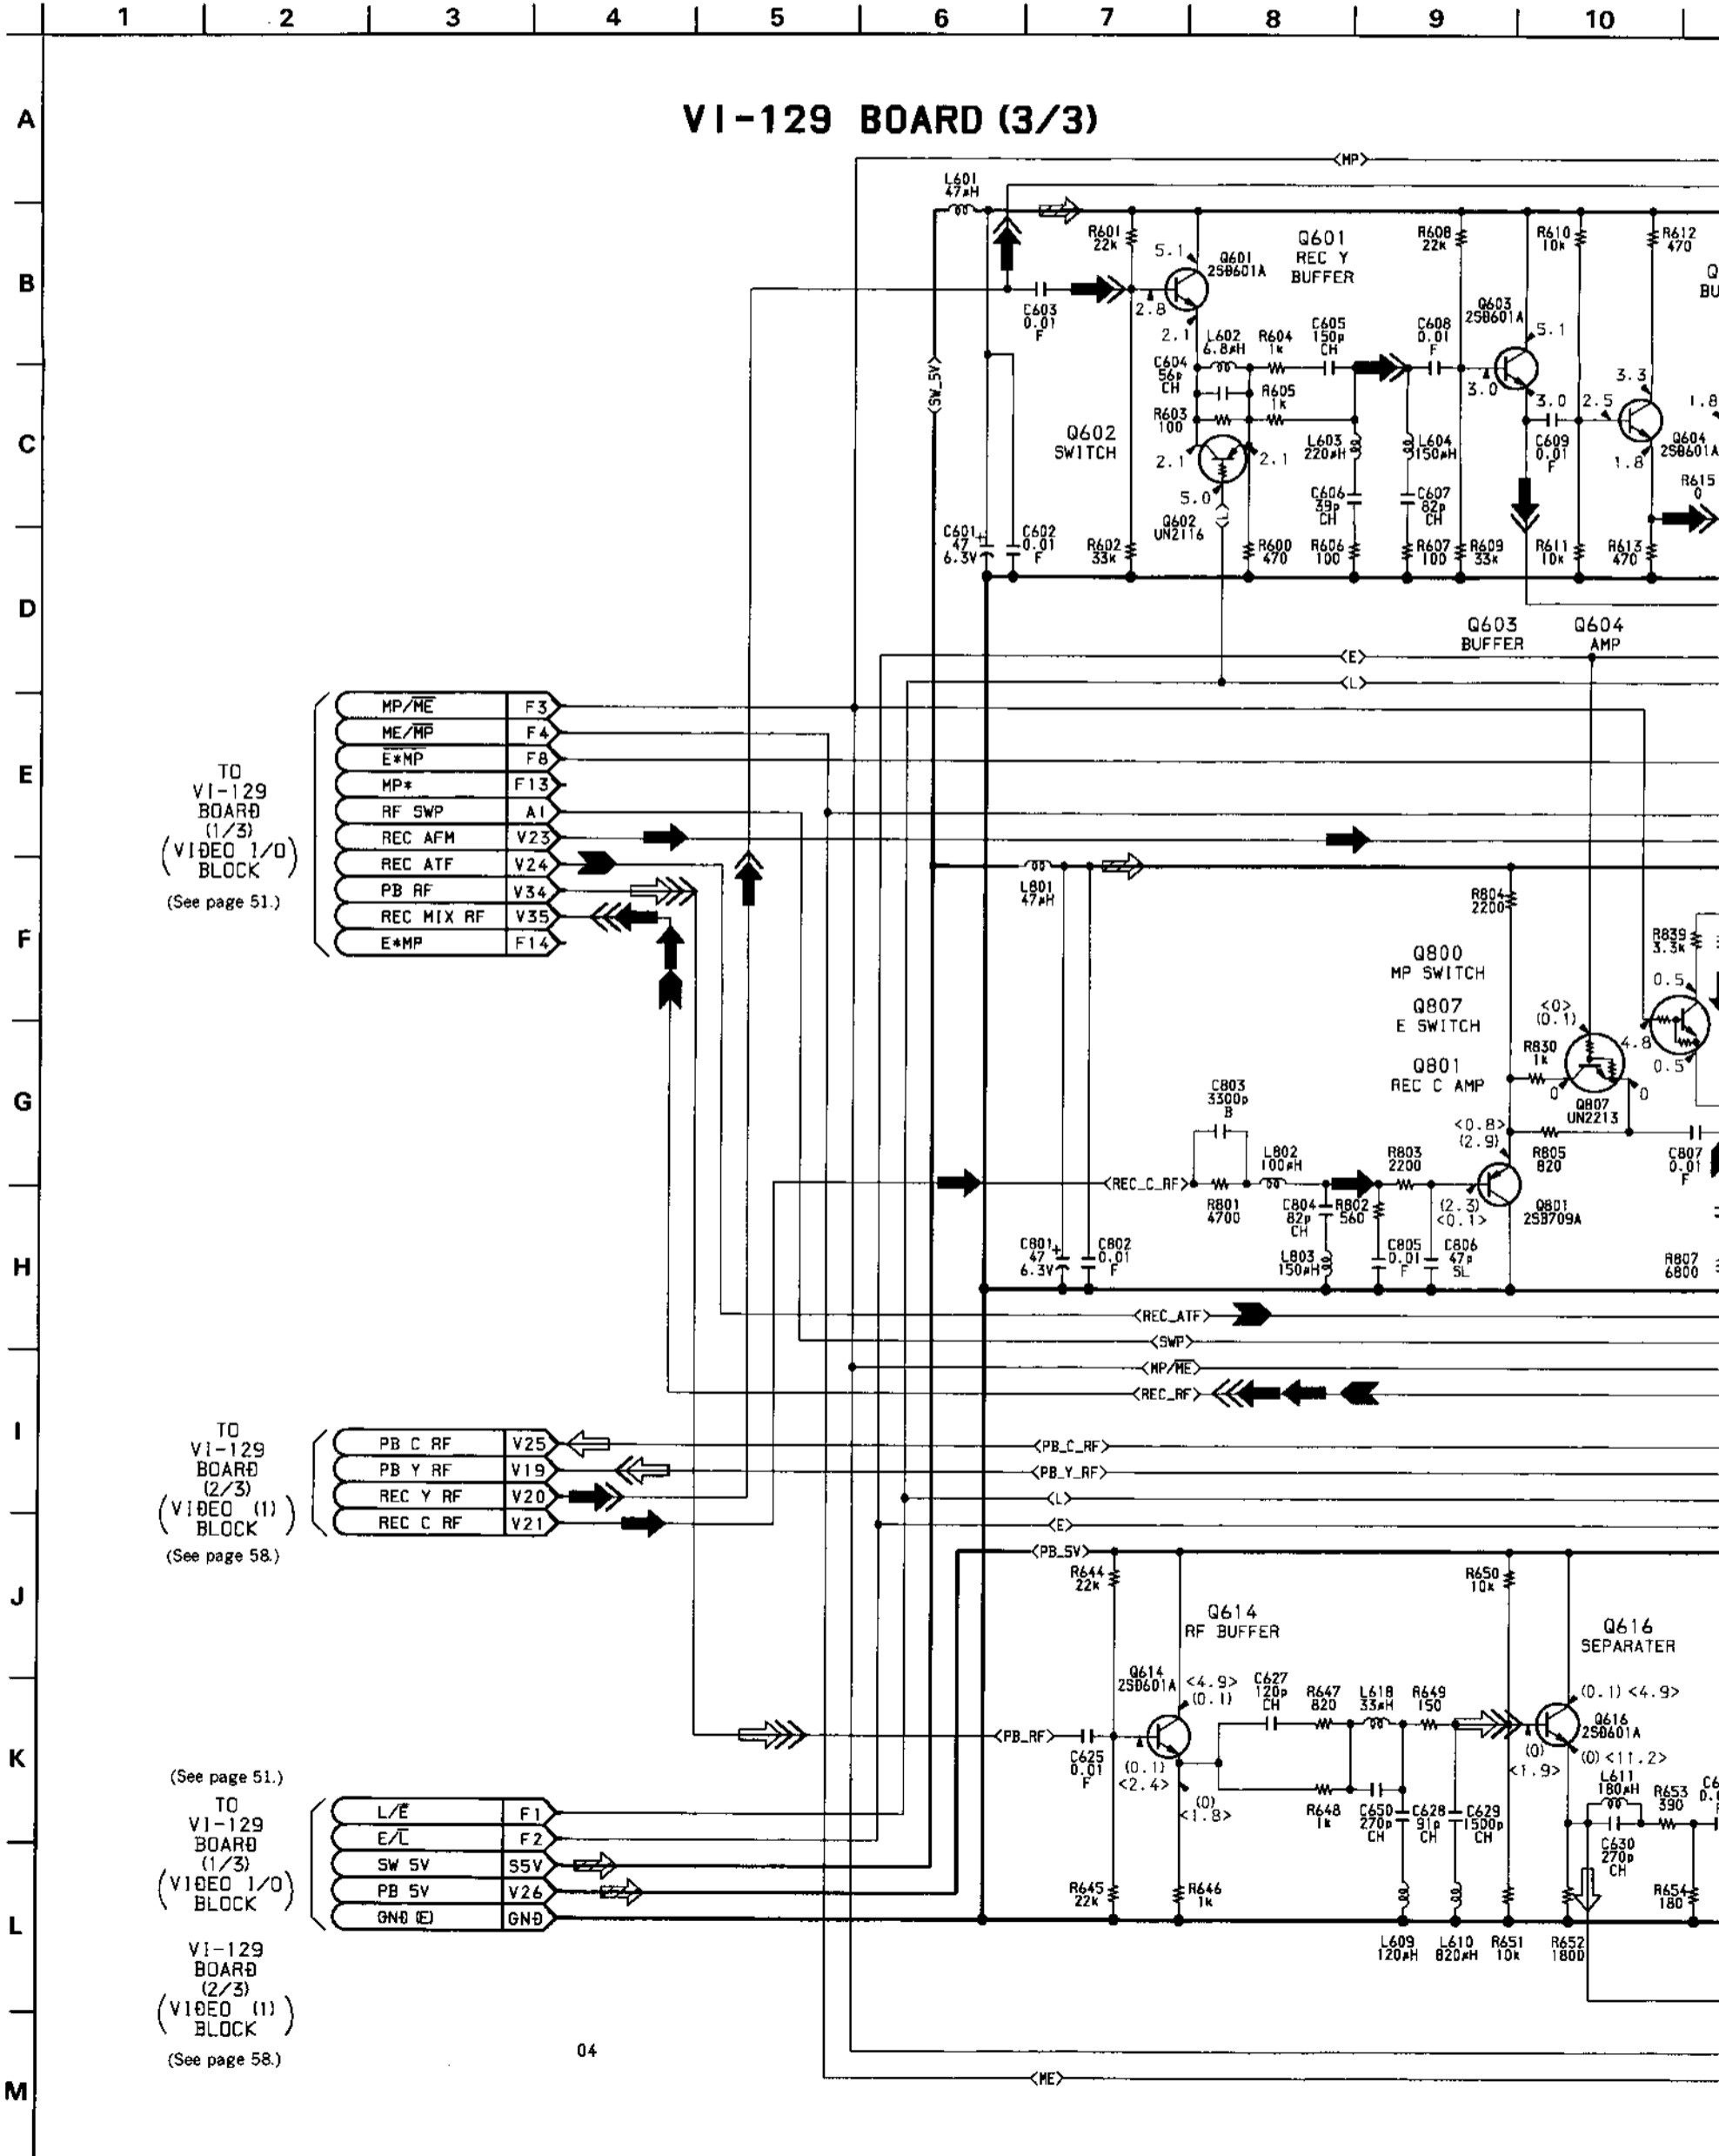 1 2 3 4 5 6 7 8 9 10
A
B
C
D
E
F
G
H
I
J
K
L
M
VI-129 BOARD (3/3)
<MP>
L601
47μH
R601
22k
5.1
Q601
2SD601A
Q601
REC Y
BUFFER
R608
22k
R610
10k
R612
470
C603
0.01
F
2.8
2.1
L602
6.8μH
R604
1k
C605
150p
CH
C608
0.01
F
Q603
2SD601A
5.1
<SW_5V>
C604
56p
CH
R605
1k
R603
100
Q602
SWITCH
2.1
2.1
5.0
Q602
UN2116
<L>
L603
220μH
L604
150μH
C606
39p
CH
C607
82p
CH
3.0
3.0
2.5
3.3
C609
0.01
F
1.8
1.8
Q604
2SD601A
R615
0
C601
47
6.3V
C602
0.01
F
R602
33k
R600
470
R606
100
R607
100
R609
33k
R611
10k
R613
470
Q603
BUFFER
Q604
AMP
<E>
<L>
TO
VI-129
BOARD
(1/3)
(VIDEO I/O
BLOCK)
(See page 51.)
MP/M̅E̅ F3
ME/M̅P̅ F4
E̅*̅M̅P̅ F8
MP* F13
RF SWP A1
REC AFM V23
REC ATF V24
PB RF V34
REC MIX RF V35
E*MP F14
L801
47μH
R804
2200
Q800
MP SWITCH
Q807
E SWITCH
Q801
REC C AMP
R839
3.3k
0.5
<0>
(0.1)
4.8
0.5
R830
1k
0
0
Q807
UN2213
C803
3300p
B
<0.8>
(2.9)
R805
820
C807
0.01
F
<REC_C_RF>
R801
4700
L802
100μH
R803
2200
C804
82p
CH
R802
560
(2.3)
<0.1>
Q801
2SB709A
C801
47
6.3V
C802
0.01
F
L803
150μH
C805
0.01
F
C806
47p
SL
R807
6800
<REC_ATF>
<SWP>
<MP/M̅E̅>
<REC_RF>
TO
VI-129
BOARD
(2/3)
(VIDEO (1)
BLOCK)
(See page 58.)
PB C RF V25
PB Y RF V19
REC Y RF V20
REC C RF V21
<PB_C_RF>
<PB_Y_RF>
<L>
<E>
<PB_5V>
R644
22k
R650
10k
Q614
RF BUFFER
Q616
SEPARATER
Q614
2SD601A
<4.9>
(0.1)
C627
120p
CH
R647
820
L618
33μH
R649
150
(0.1) <4.9>
Q616
2SD601A
<PB_RF>
C625
0.01
F
(0.1)
<2.4>
(0)
<1.8>
R648
1k
C650
270p
CH
C628
91p
CH
C629
1500p
CH
(0)
<1.9>
(0) <11.2>
L611
180μH
R653
390
C630
270p
CH
R654
180
R645
22k
R646
1k
L609
120μH
L610
820μH
R651
10k
R652
1800
(See page 51.)
TO
VI-129
BOARD
(1/3)
(VIDEO I/O
BLOCK)
VI-129
BOARD
(2/3)
(VIDEO (1)
BLOCK)
(See page 58.)
L/E̅ F1
E/L̅ F2
SW 5V S5V
PB 5V V26
GND (E) GND
04
<ME>